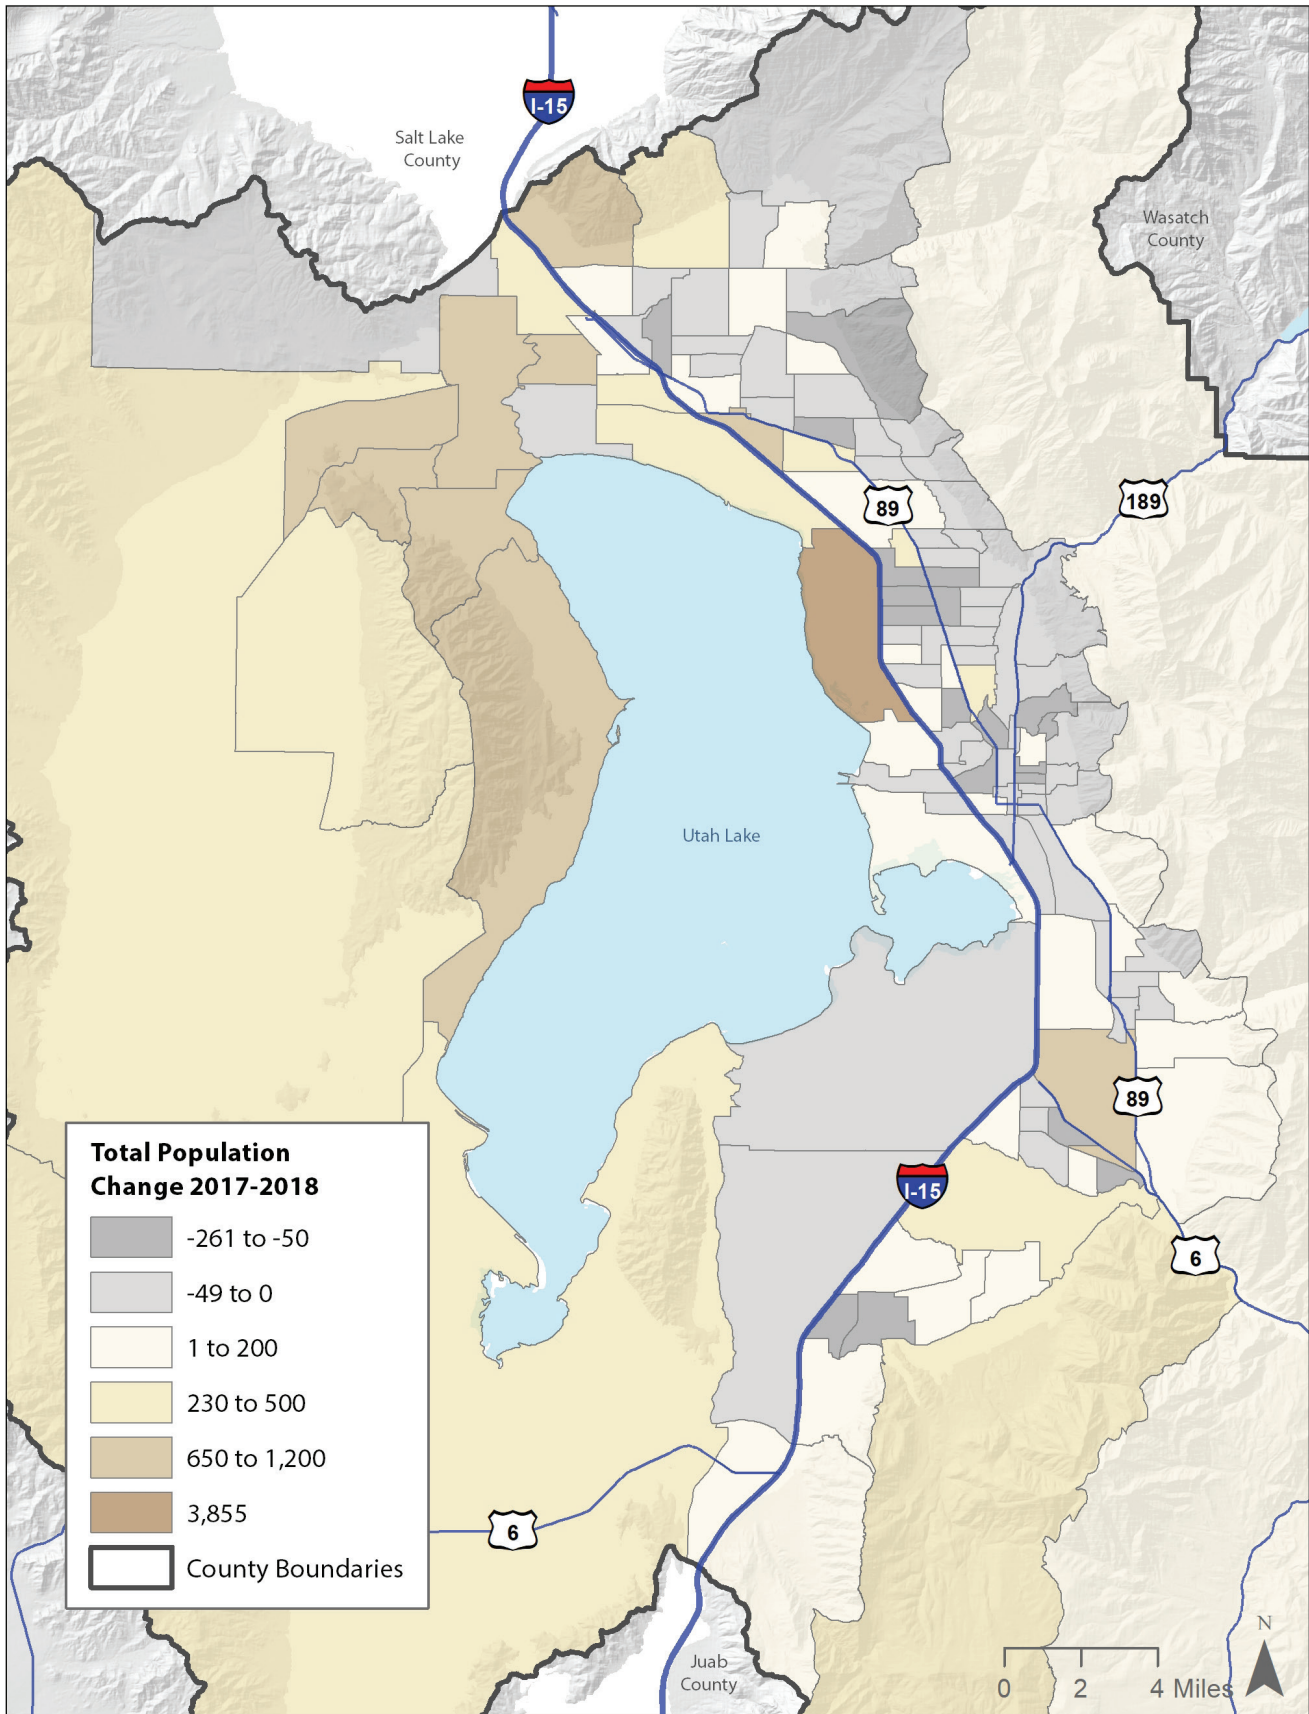 I-15
Salt Lake
County
Wasatch
County
89
189
Utah Lake
89
I-15
6
Total Population
Change 2017-2018
-261 to -50
-49 to 0
1 to 200
230 to 500
650 to 1,200
3,855
County Boundaries
6
Juab
County
N
0 2 4 Miles